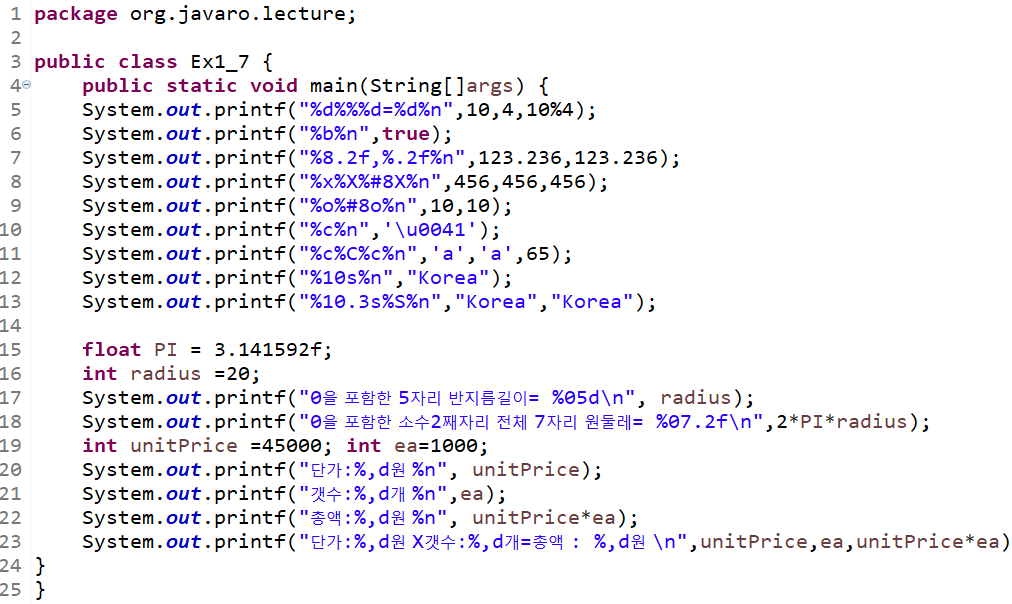 1 package org.javaro.lecture;
2
3 public class Ex1_7 {
4 public static void main(String[]args) {
5 System.out.printf("%d%%%d=%d%n",10,4,10%4);
6 System.out.printf("%b%n",true);
7 System.out.printf("%8.2f,%.2f%n",123.236,123.236);
8 System.out.printf("%x%X%#8X%n",456,456,456);
9 System.out.printf("%o%#8o%n",10,10);
10 System.out.printf("%c%n",'\u0041');
11 System.out.printf("%c%C%c%n",'a','a',65);
12 System.out.printf("%10s%n","Korea");
13 System.out.printf("%10.3s%S%n","Korea","Korea");
14
15 float PI = 3.141592f;
16 int radius =20;
17 System.out.printf("0을 포함한 5자리 반지름길이= %05d\n", radius);
18 System.out.printf("0을 포함한 소수2째자리 전체 7자리 원둘레= %07.2f\n",2*PI*radius);
19 int unitPrice =45000; int ea=1000;
20 System.out.printf("단가:%,d원 %n", unitPrice);
21 System.out.printf("갯수:%,d개 %n",ea);
22 System.out.printf("총액:%,d원 %n", unitPrice*ea);
23 System.out.printf("단가:%,d원 X갯수:%,d개=총액 : %,d원 \n",unitPrice,ea,unitPrice*ea)
24 }
25 }